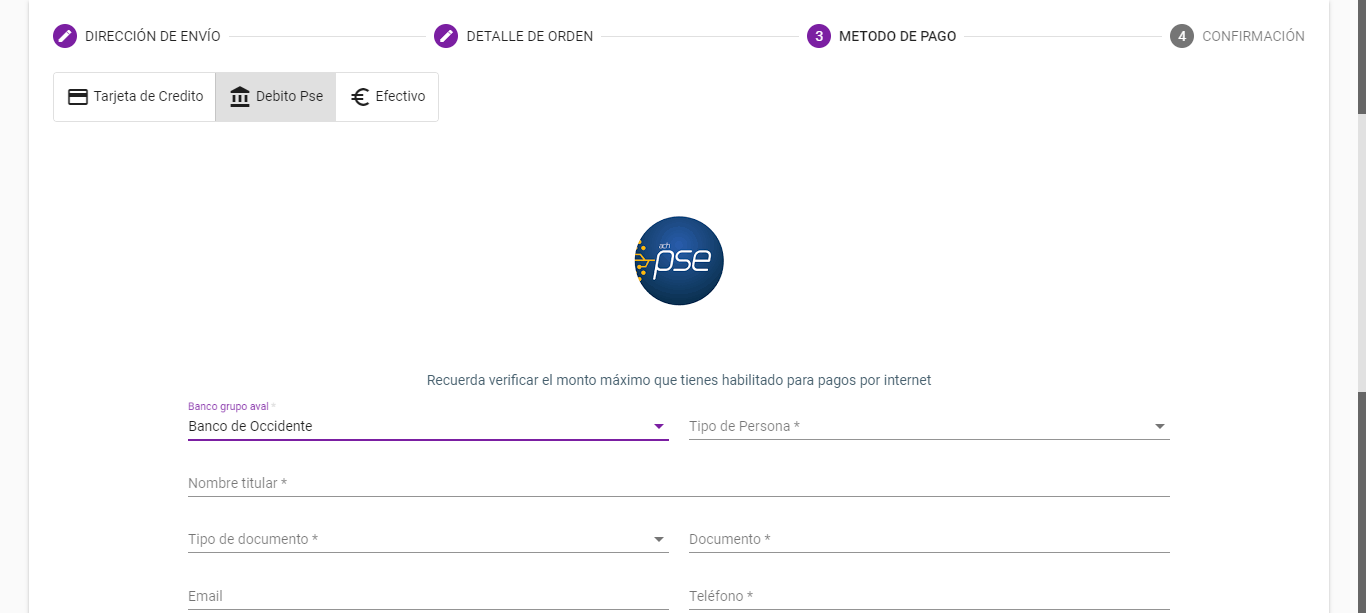 DIRECCIÓN DE ENVÍO DETALLE DE ORDEN 3 METODO DE PAGO 4 CONFIRMACIÓN
Tarjeta de Credito Debito Pse Efectivo
ach
pse
Recuerda verificar el monto máximo que tienes habilitado para pagos por internet
Banco grupo aval *
Banco de Occidente Tipo de Persona *
Nombre titular *
Tipo de documento * Documento *
Email Teléfono *